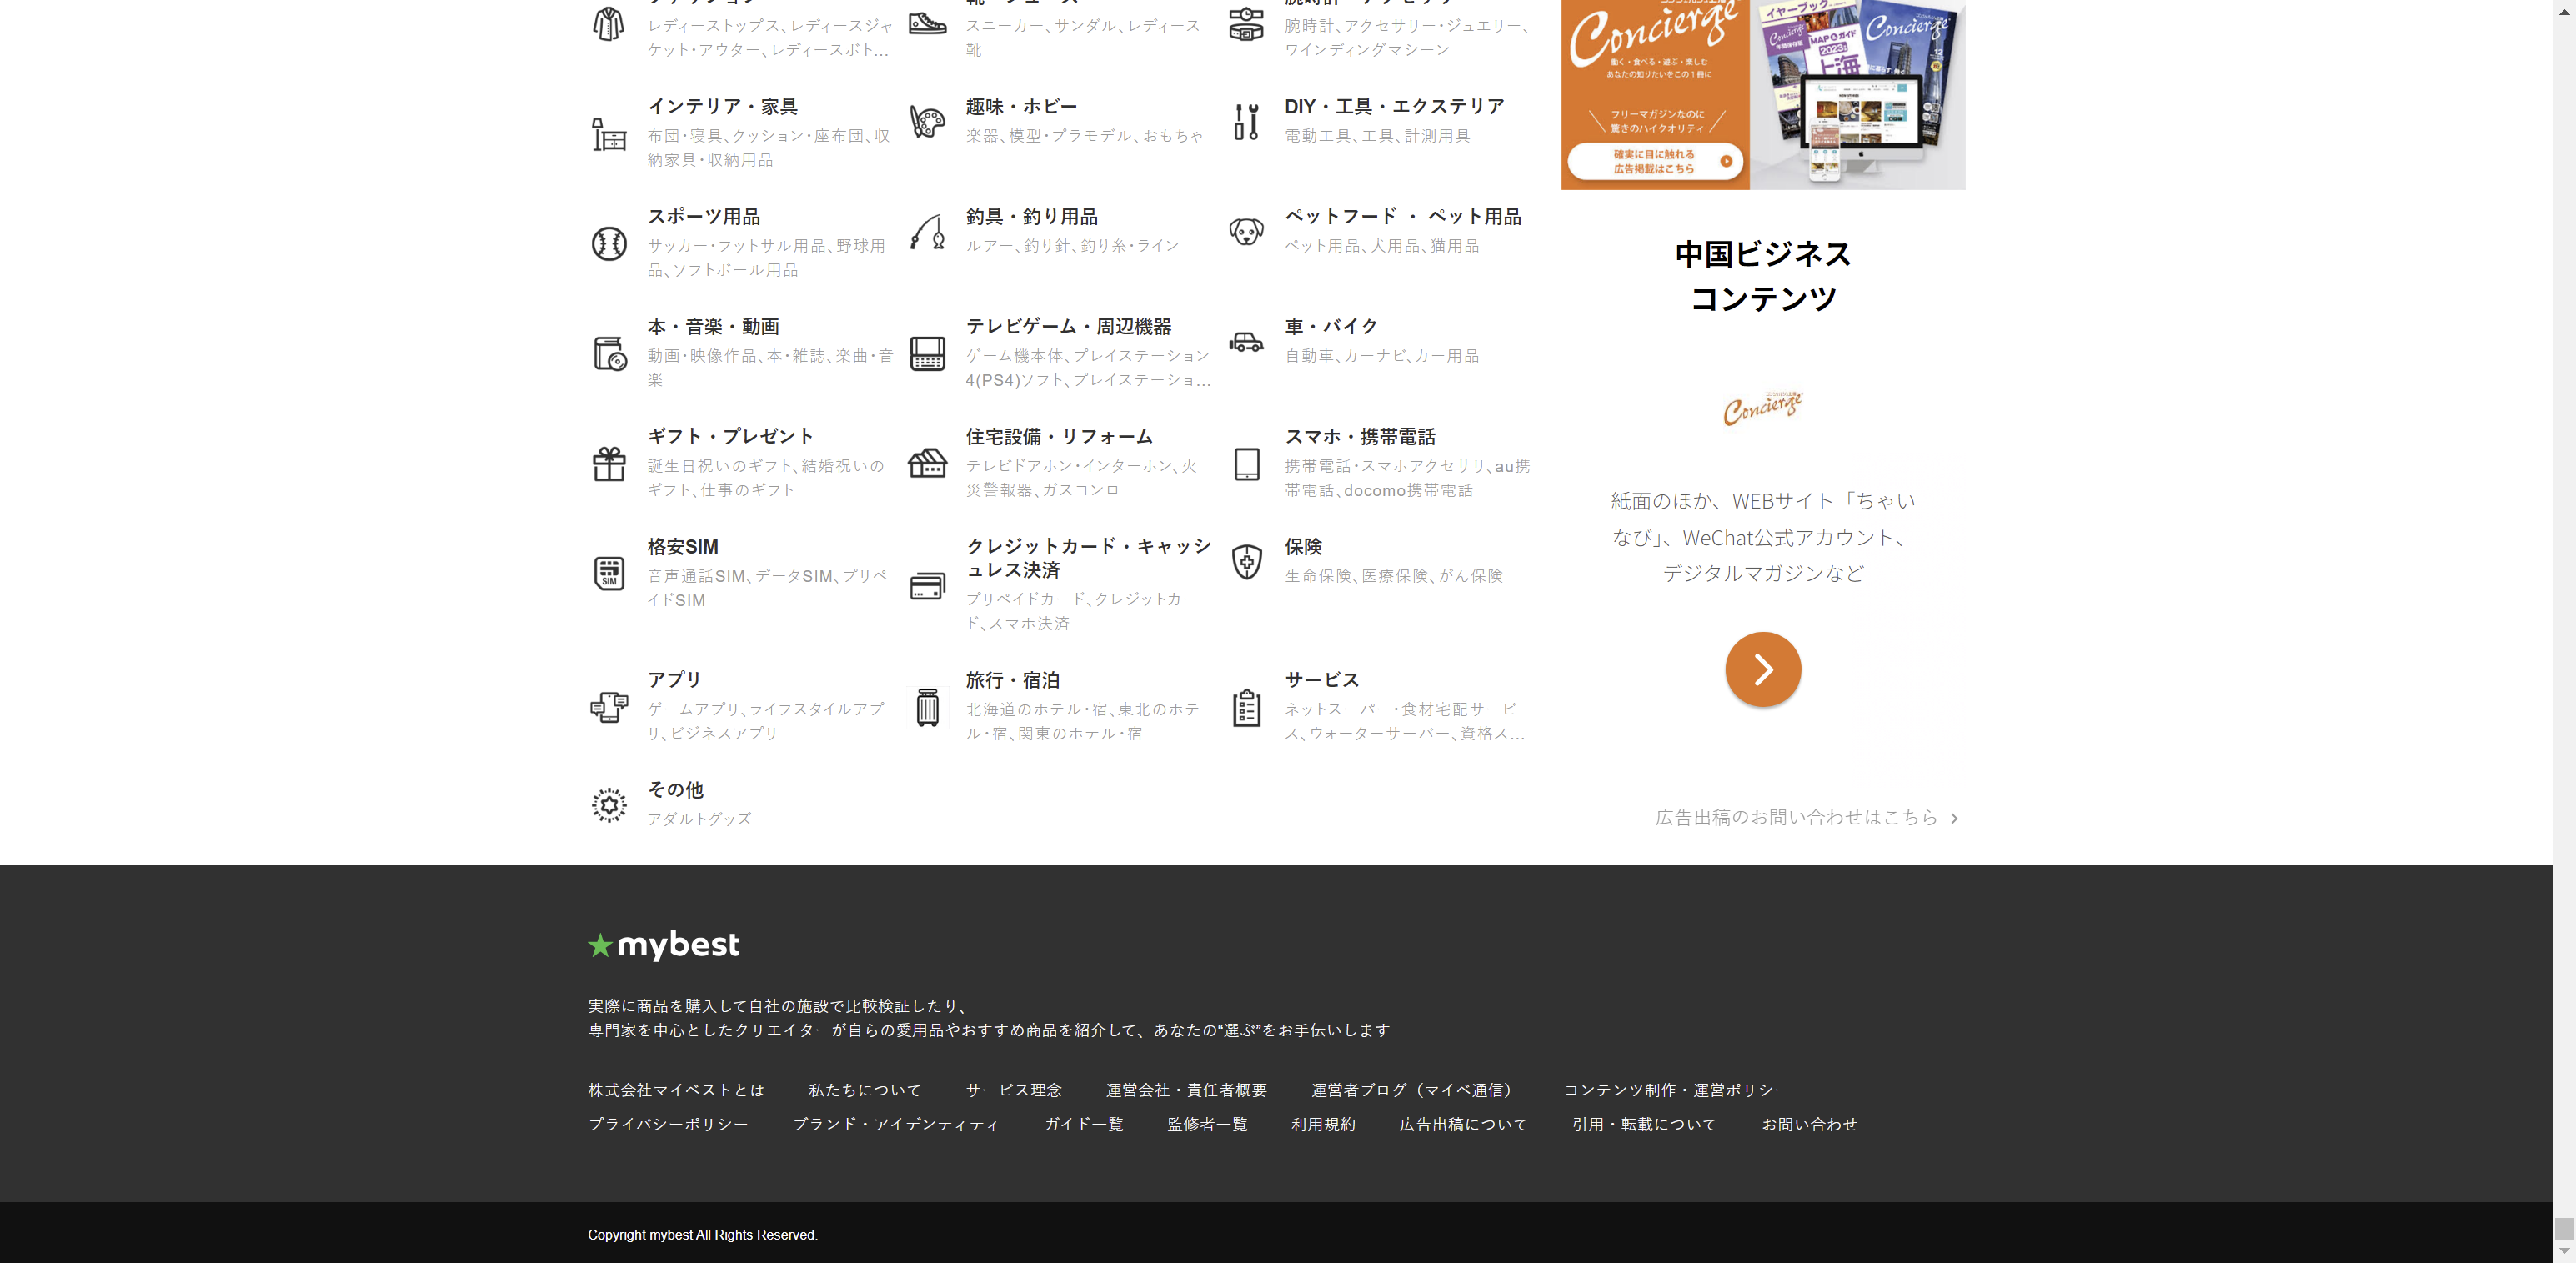 レディーストップス、レディースジャ
ケット・アウター、レディースボト...
スニーカー、サンダル、レディース
靴
腕時計、アクセサリー・ジュエリー、
ワインディングマシーン
インテリア・家具
布団・寝具、クッション・座布団、収
納家具・収納用品
趣味・ホビー
楽器、模型・プラモデル、おもちゃ
DIY・工具・エクステリア
電動工具、工具、計測用具
スポーツ用品
サッカー・フットサル用品、野球用
品、ソフトボール用品
釣具・釣り用品
ルアー、釣り針、釣り糸・ライン
ペットフード ・ ペット用品
ペット用品、犬用品、猫用品
本・音楽・動画
動画・映像作品、本・雑誌、楽曲・音
楽
テレビゲーム・周辺機器
ゲーム機本体、プレイステーション
4(PS4)ソフト、プレイステーショ...
車・バイク
自動車、カーナビ、カー用品
ギフト・プレゼント
誕生日祝いのギフト、結婚祝いの
ギフト、仕事のギフト
住宅設備・リフォーム
テレビドアホン・インターホン、火
災警報器、ガスコンロ
スマホ・携帯電話
携帯電話・スマホアクセサリ、au携
帯電話、docomo携帯電話
格安SIM
音声通話SIM、データSIM、プリペ
イドSIM
SIM
クレジットカード・キャッシ
ュレス決済
プリペイドカード、クレジットカー
ド、スマホ決済
保険
生命保険、医療保険、がん保険
アプリ
ゲームアプリ、ライフスタイルアプ
リ、ビジネスアプリ
旅行・宿泊
北海道のホテル・宿、東北のホテ
ル・宿、関東のホテル・宿
サービス
ネットスーパー・食材宅配サービ
ス、ウォーターサーバー、資格ス...
その他
アダルトグッズ
Concierge
働く・食べる・遊ぶ・楽しむ
あなたの知りたいをこの1冊に
フリーマガジンなのに
驚きのハイクオリティ
確実に目に触れる
広告掲載はこちら
イヤーブック
Concierge
MAP&ガイド
2023
上海
Concierge
中国ビジネス
コンテンツ
Concierge
紙面のほか、WEBサイト「ちゃい
なび」、WeChat公式アカウント、
デジタルマガジンなど
広告出稿のお問い合わせはこちら
mybest
実際に商品を購入して自社の施設で比較検証したり、
専門家を中心としたクリエイターが自らの愛用品やおすすめ商品を紹介して、あなたの“選ぶ”をお手伝いします
株式会社マイベストとは 私たちについて サービス理念 運営会社・責任者概要 運営者ブログ（マイベ通信） コンテンツ制作・運営ポリシー
プライバシーポリシー ブランド・アイデンティティ ガイド一覧 監修者一覧 利用規約 広告出稿について 引用・転載について お問い合わせ
Copyright mybest All Rights Reserved.